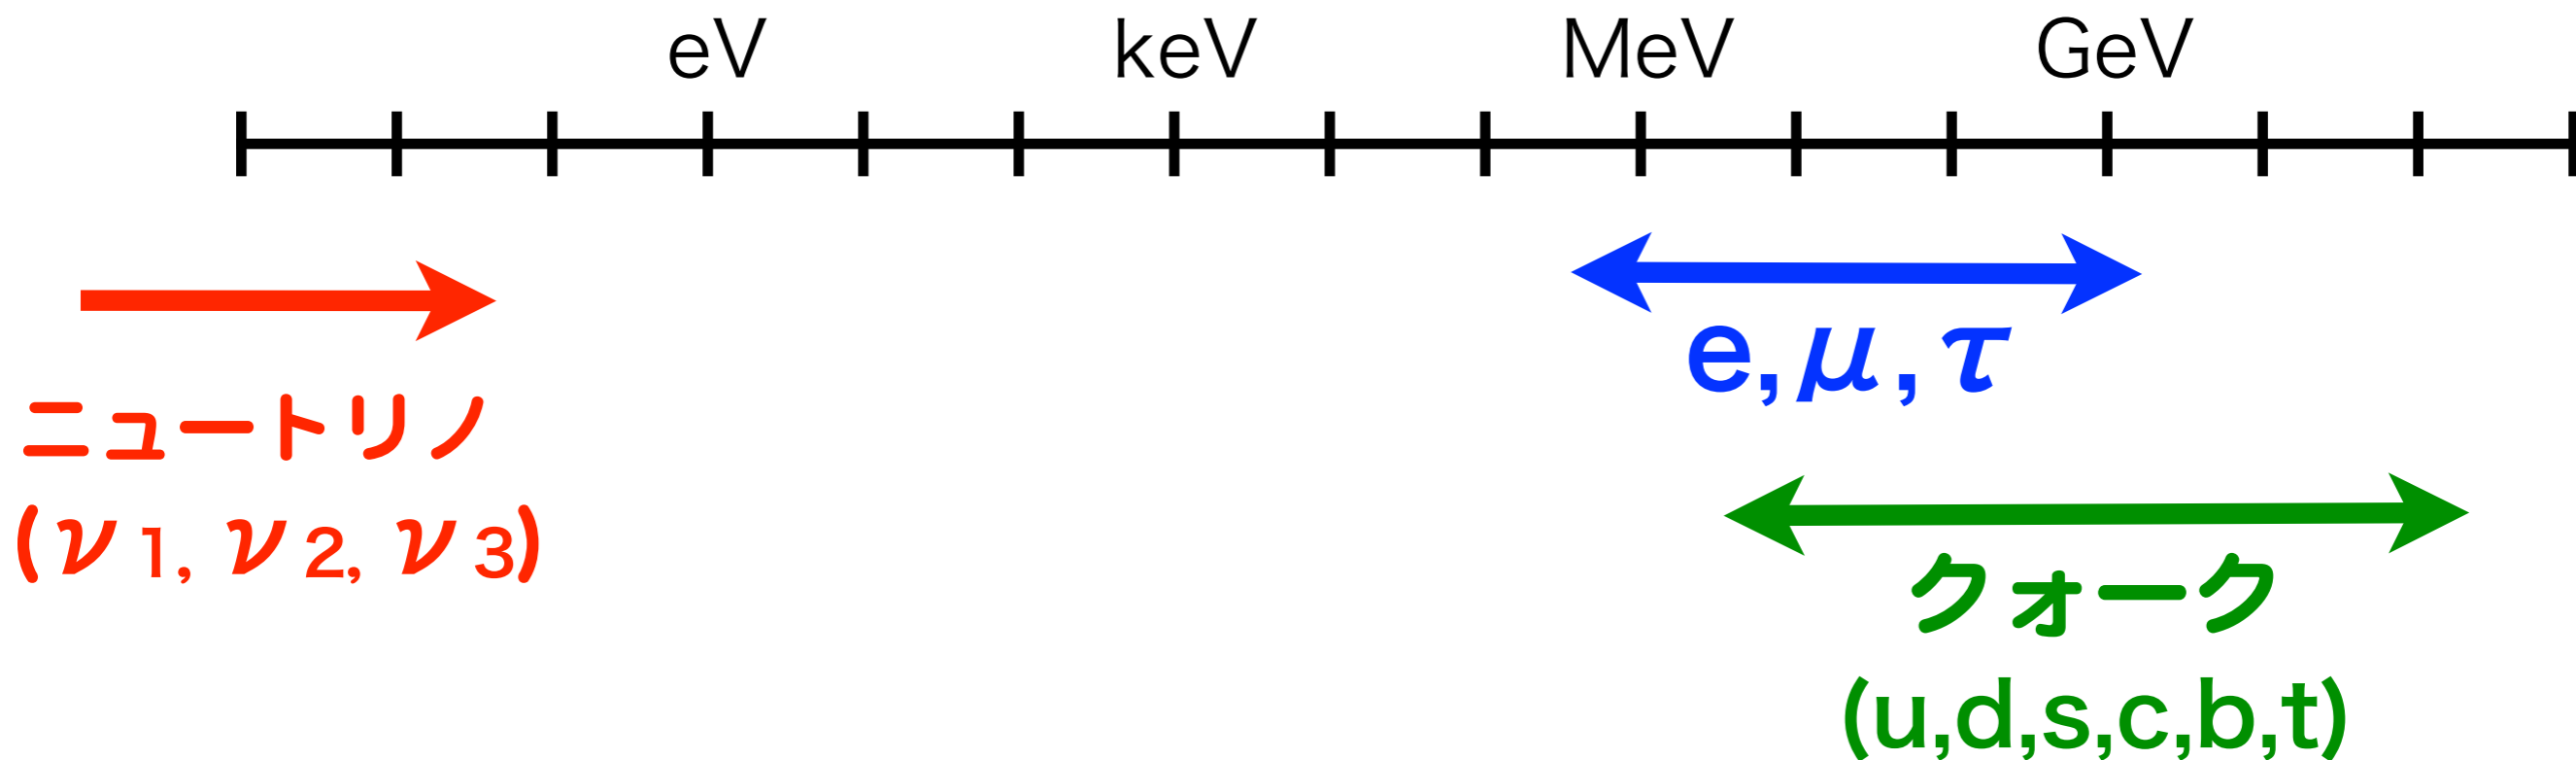 eV keV MeV GeV
e,μ,τ
ニュートリノ
(ν1, ν2, ν3)
クォーク
(u,d,s,c,b,t)